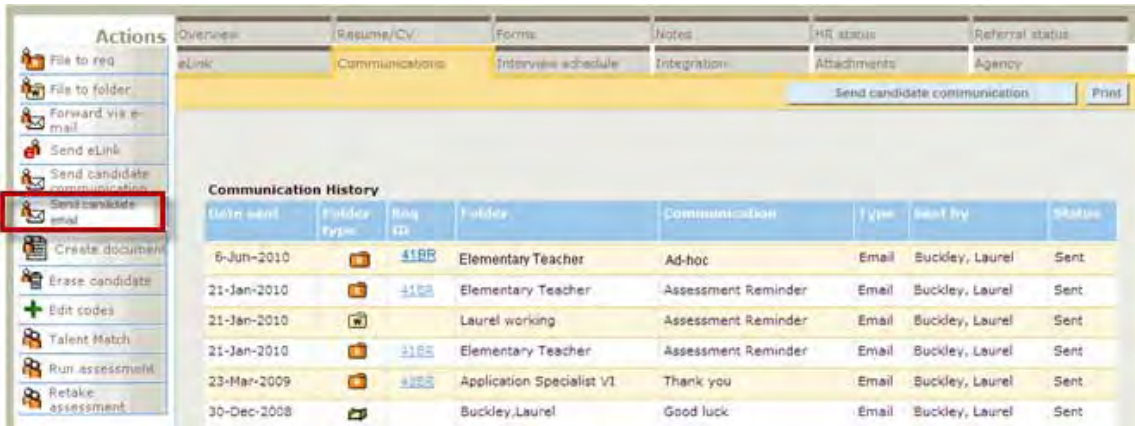 Actions
Overview Resume/CV Forms Notes HR status Referral status
eLink Communications Interview schedule Integration Attachments Agency
Send candidate communication Print
File to req
File to folder
Forward via e-
mail
Send eLink
Send candidate
communication
Send candidate
email
Create document
Erase candidate
Edit codes
Talent Match
Run assessment
Retake
assessment
Communication History
Date sent Folder type Req ID Folder Communication Type Sent by Status
6-Jun-2010 41BR Elementary Teacher Ad-hoc Email Buckley, Laurel Sent
21-Jan-2010 41BR Elementary Teacher Assessment Reminder Email Buckley, Laurel Sent
21-Jan-2010 Laurel working Assessment Reminder Email Buckley, Laurel Sent
21-Jan-2010 41BR Elementary Teacher Assessment Reminder Email Buckley, Laurel Sent
23-Mar-2009 Application Specialist VI Thank you Email Buckley, Laurel Sent
30-Dec-2008 Buckley,Laurel Good luck Email Buckley, Laurel Sent